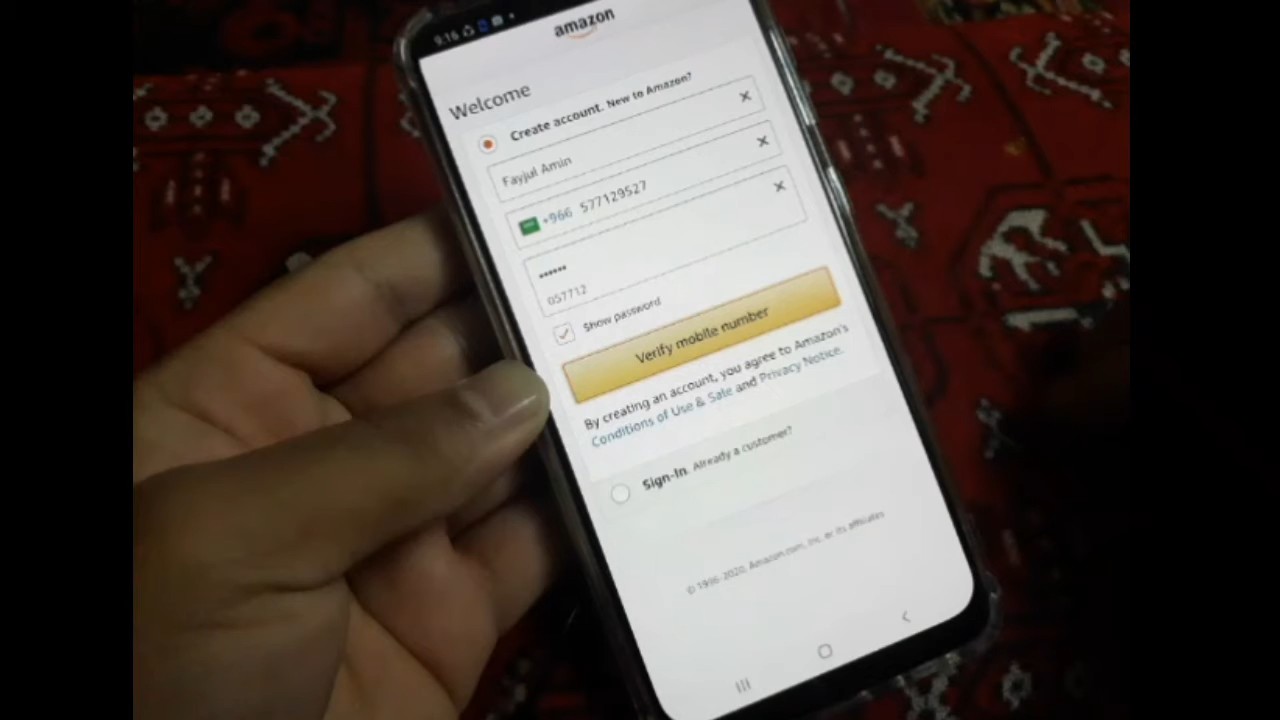 9:16
amazon
Welcome
Create account. New to Amazon?
Fayjul Amin
+966 577129527
••••••
057712
Show password
Verify mobile number
By creating an account, you agree to Amazon's
Conditions of Use & Sale and Privacy Notice.
Sign-In. Already a customer?
© 1996-2020, Amazon.com, Inc. or its affiliates